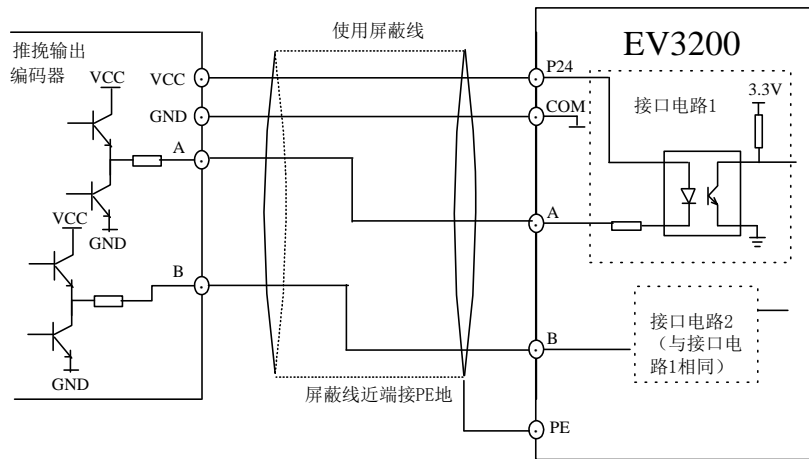 推挽输出
编码器
VCC
VCC
GND
A
GND
VCC
B
GND
使用屏蔽线
屏蔽线近端接PE地
EV3200
P24
COM
接口电路1
3.3V
A
B
接口电路2
（与接口电
路1相同）
PE